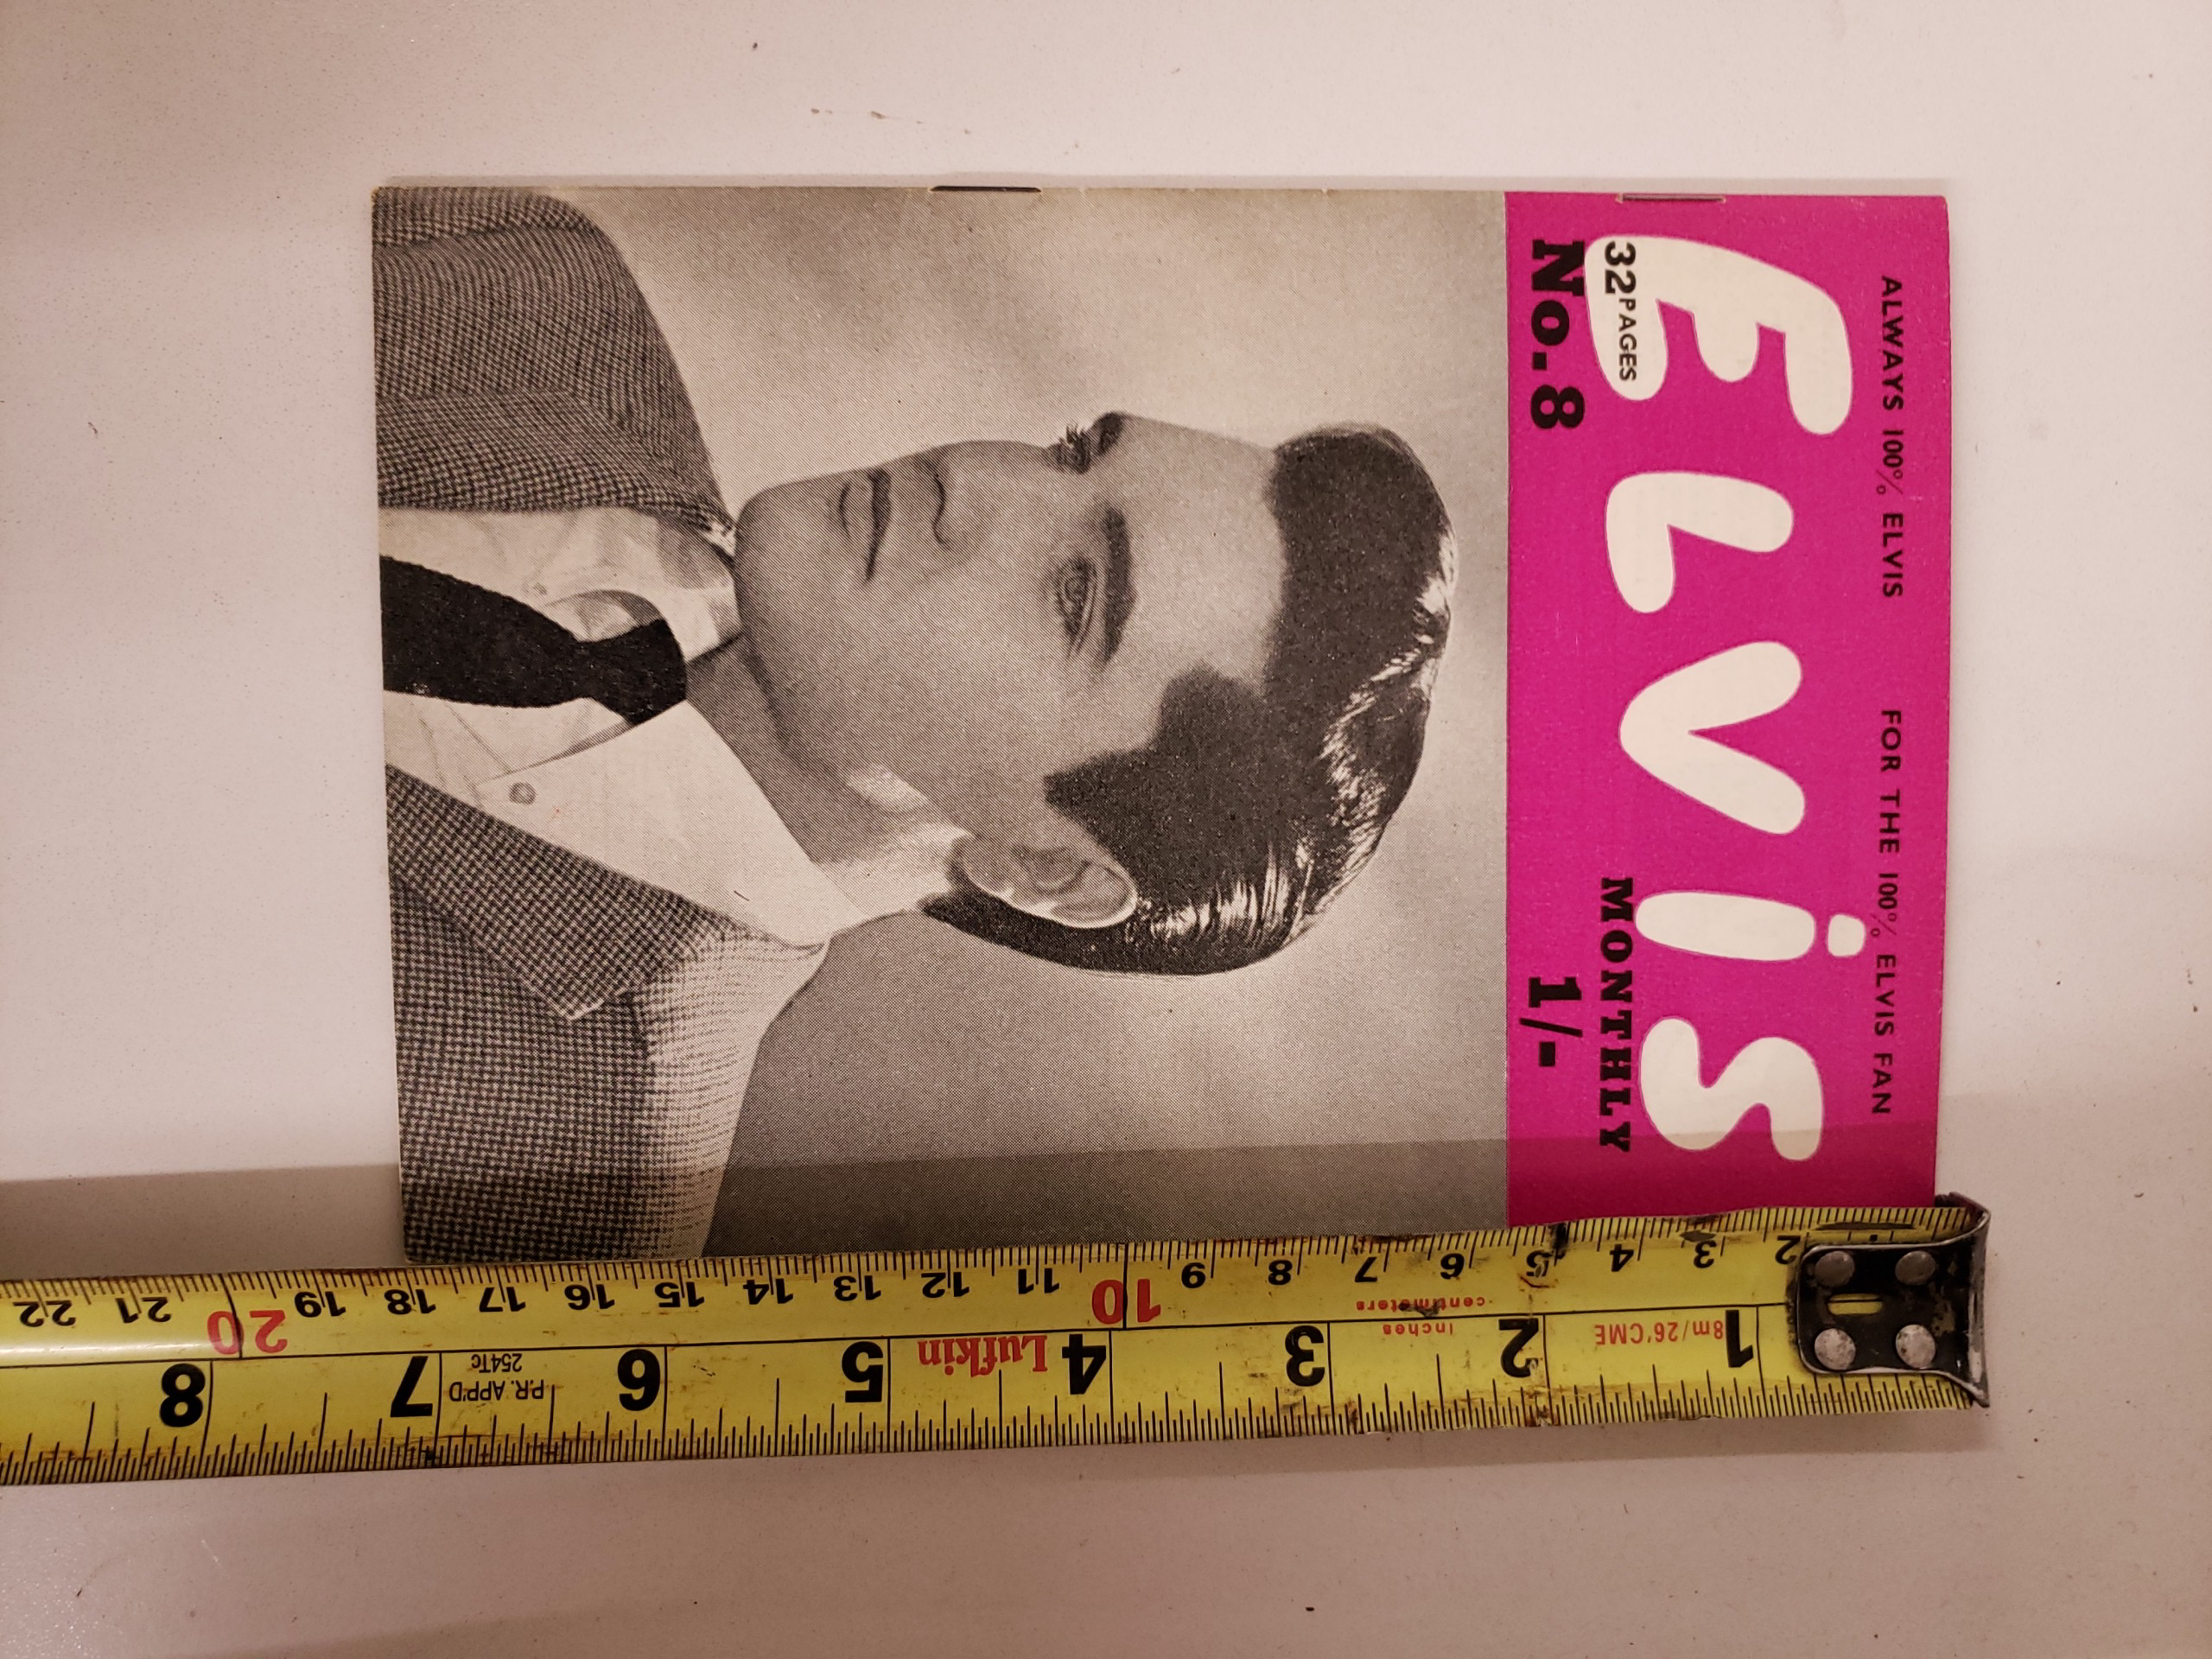 ALWAYS 100% ELVIS FOR THE 100% ELVIS FAN
ELViS
32 PAGES
MONTHLY
No. 8 1/-
2 3 4 5 6 7 8 9 10 11 12 13 14 15 16 17 18 19 20 21 22
centimeters
inches
1 8m/26'CME 2 3 4 Lufkin 5 6 P.R. APP'D 7 8
254Tc